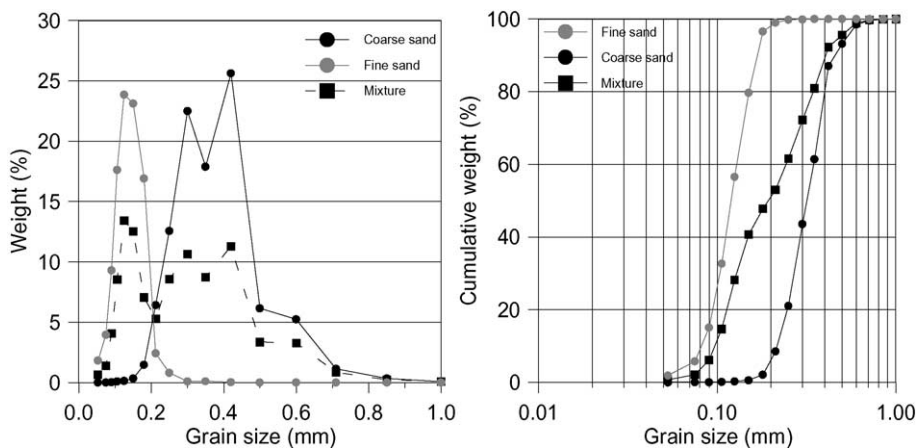 30
25
20
15
10
5
0
Weight (%)
Coarse sand
Fine sand
Mixture
0.0 0.2 0.4 0.6 0.8 1.0
Grain size (mm)
100
80
60
40
20
0
Cumulative weight (%)
Fine sand
Coarse sand
Mixture
0.01 0.10 1.00
Grain size (mm)